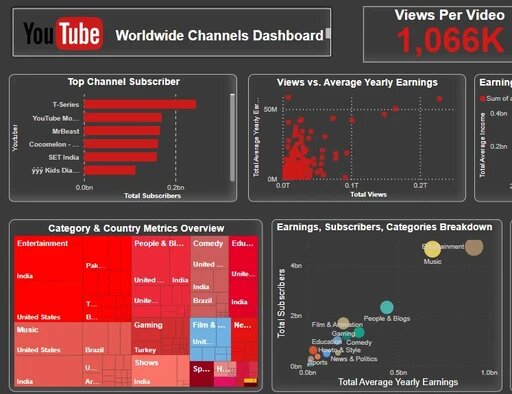 YouTube
Worldwide Channels Dashboard
Views Per Video
1,066K
Top Channel Subscriber
Youtuber
T-Series
YouTube Mo...
MrBeast
Cocomelon - ...
SET India
ÿÿÿ Kids Dia...
0.0bn
0.2bn
Total Subscribers
Views vs. Average Yearly Earnings
Total Average Yearly Ear...
50M
0M
0.0T
0.1T
0.2T
Total Views
Earning
Sum of a
Total Average Income
0.4bn
0.2bn
Category & Country Metrics Overview
Entertainment
India
Pak...
T...
B...
United States
People & Bl...
United ...
India
Unite...
Comedy
United ...
India
Brazil
Edu...
India
Unite...
Music
United States
India
Brazil
U...
Ar...
Gaming
Turkey
Film & ...
Unit...
Ne...
Shows
India
Sp...
H...
Earnings, Subscribers, Categories Breakdown
Total Subscribers
4bn
2bn
0bn
Entertainment
Music
People & Blogs
Film & Animation
Gaming
Education
Comedy
Howto & Style
News & Politics
Sports
0.0bn
0.5bn
1.0bn
Total Average Yearly Earnings